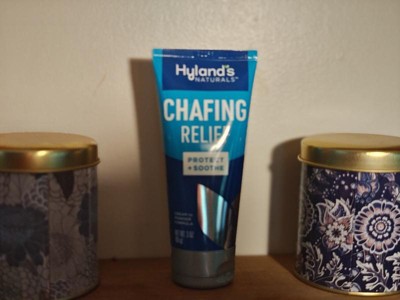 Hyland's
NATURALS
CHAFING
RELIEF
PROTECT
+ SOOTHE